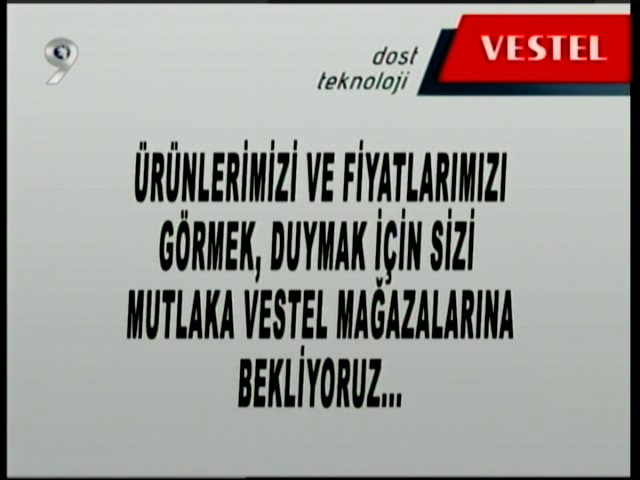 9
dost
teknoloji
VESTEL
ÜRÜNLERİMİZİ VE FİYATLARIMIZI
GÖRMEK, DUYMAK İÇİN SİZİ
MUTLAKA VESTEL MAĞAZALARINA
BEKLİYORUZ...